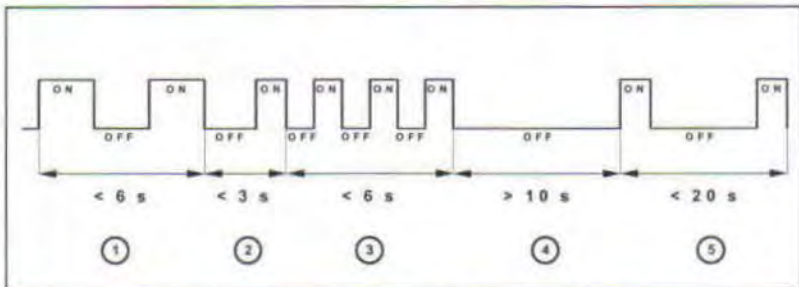 ON ON ON ON ON ON ON ON
OFF OFF OFF OFF OFF OFF OFF
< 6 s < 3 s < 6 s > 10 s < 20 s
1 2 3 4 5